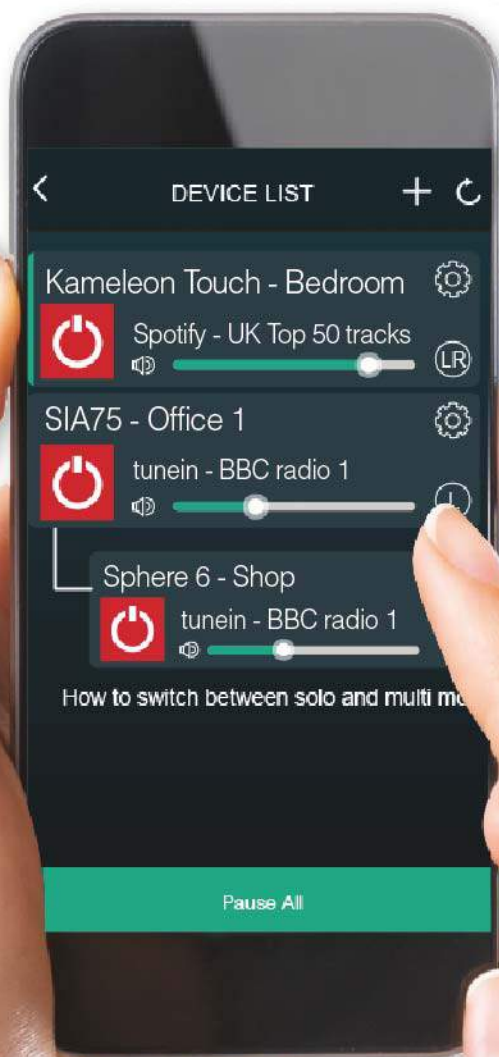 DEVICE LIST
Kameleon Touch - Bedroom
Spotify - UK Top 50 tracks
LR
SIA75 - Office 1
tunein - BBC radio 1
L
Sphere 6 - Shop
tunein - BBC radio 1
How to switch between solo and multi
Pause All